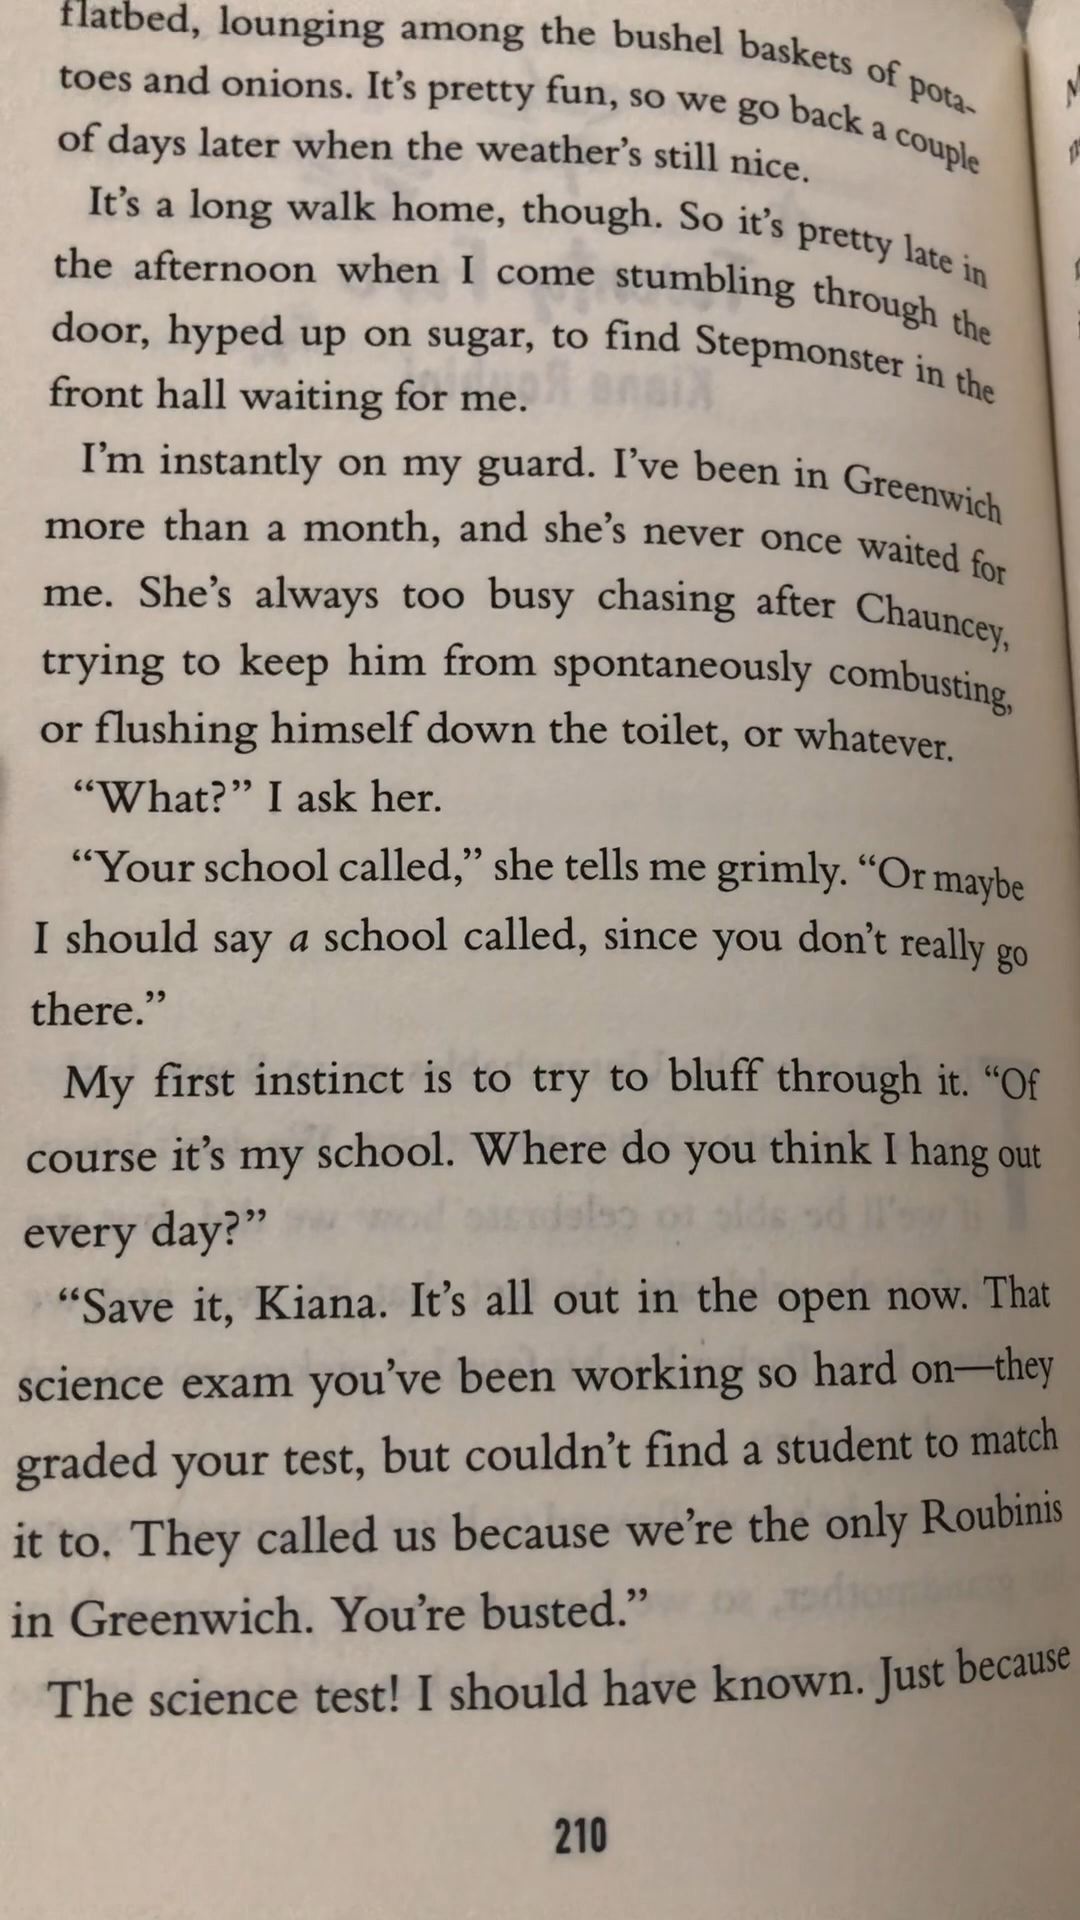 flatbed, lounging among the bushel baskets of pota-
toes and onions. It's pretty fun, so we go back a couple
of days later when the weather's still nice.
It's a long walk home, though. So it's pretty late in
the afternoon when I come stumbling through the
door, hyped up on sugar, to find Stepmonster in the
front hall waiting for me.
I'm instantly on my guard. I've been in Greenwich
more than a month, and she's never once waited for
me. She's always too busy chasing after Chauncey,
trying to keep him from spontaneously combusting,
or flushing himself down the toilet, or whatever.
“What?” I ask her.
“Your school called,” she tells me grimly. “Or maybe
I should say a school called, since you don't really go
there.”
My first instinct is to try to bluff through it. “Of
course it's my school. Where do you think I hang out
every day?”
“Save it, Kiana. It's all out in the open now. That
science exam you've been working so hard on—they
graded your test, but couldn't find a student to match
it to. They called us because we're the only Roubinis
in Greenwich. You're busted.”
The science test! I should have known. Just because
210